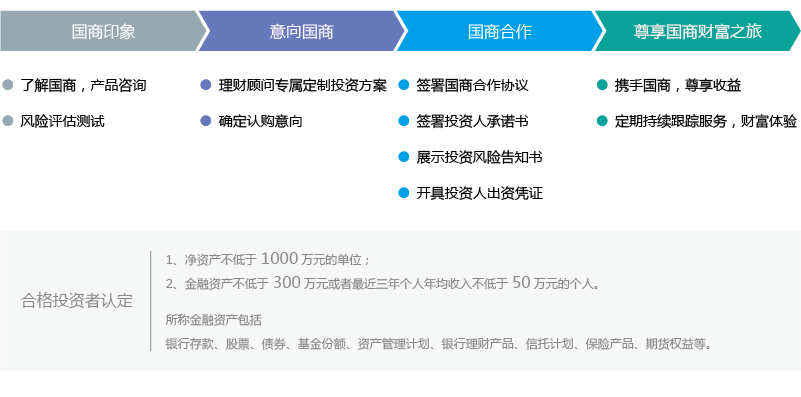 国商印象
意向国商
国商合作
尊享国商财富之旅
了解国商，产品咨询
风险评估测试
理财顾问专属定制投资方案
确定认购意向
签署国商合作协议
签署投资人承诺书
展示投资风险告知书
开具投资人出资凭证
携手国商，尊享收益
定期持续跟踪服务，财富体验
合格投资者认定
1、净资产不低于 1000 万元的单位；
2、金融资产不低于 300 万元或者最近三年个人年均收入不低于 50 万元的个人。
所称金融资产包括
银行存款、股票、债券、基金份额、资产管理计划、银行理财产品、信托计划、保险产品、期货权益等。